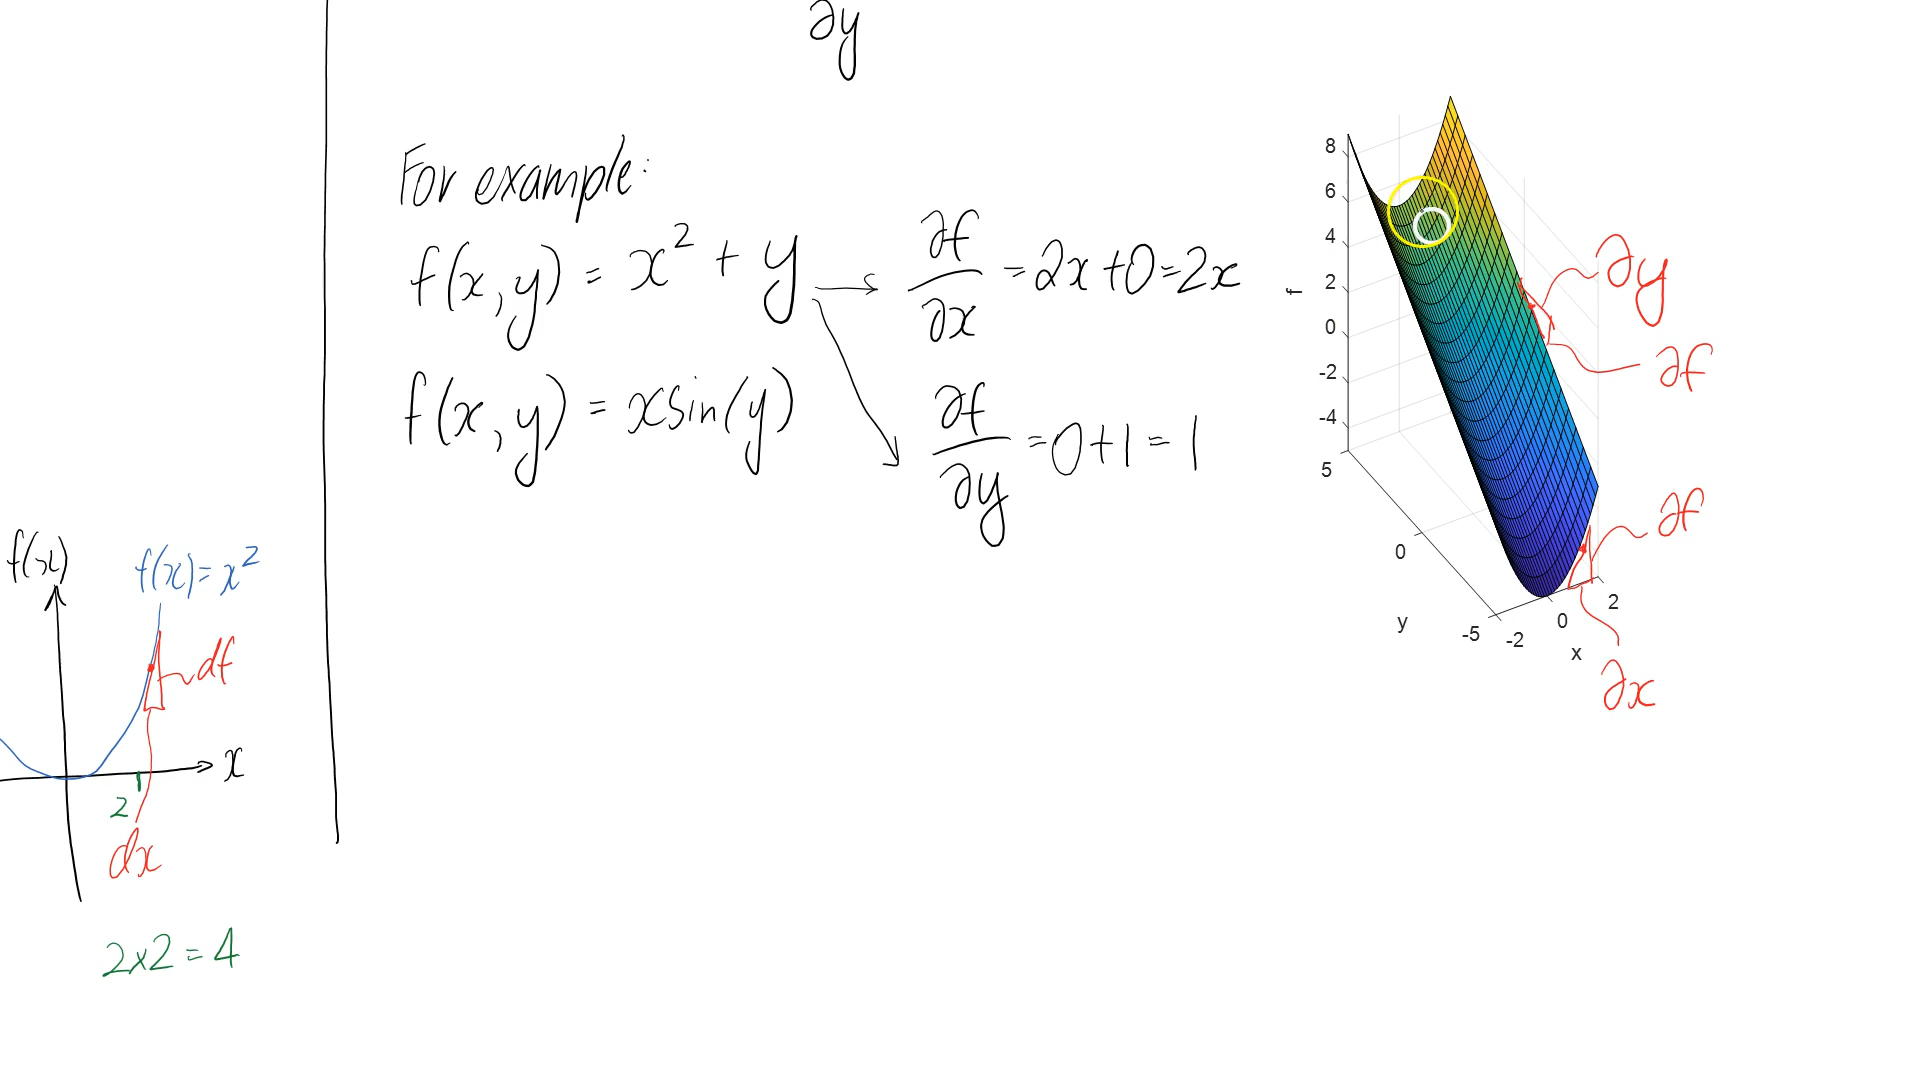 ∂y
For example:
f(x,y) = x² + y
∂f/∂x = 2x+0=2x
f(x,y) = xsin(y)
∂f/∂y = 0+1=1
f(x)
f(x)=x²
df
x
2
dx
2x2=4
8
6
4
2
0
-2
-4
f
5
0
-5
y
-2
0
2
x
∂y
∂f
∂f
∂x